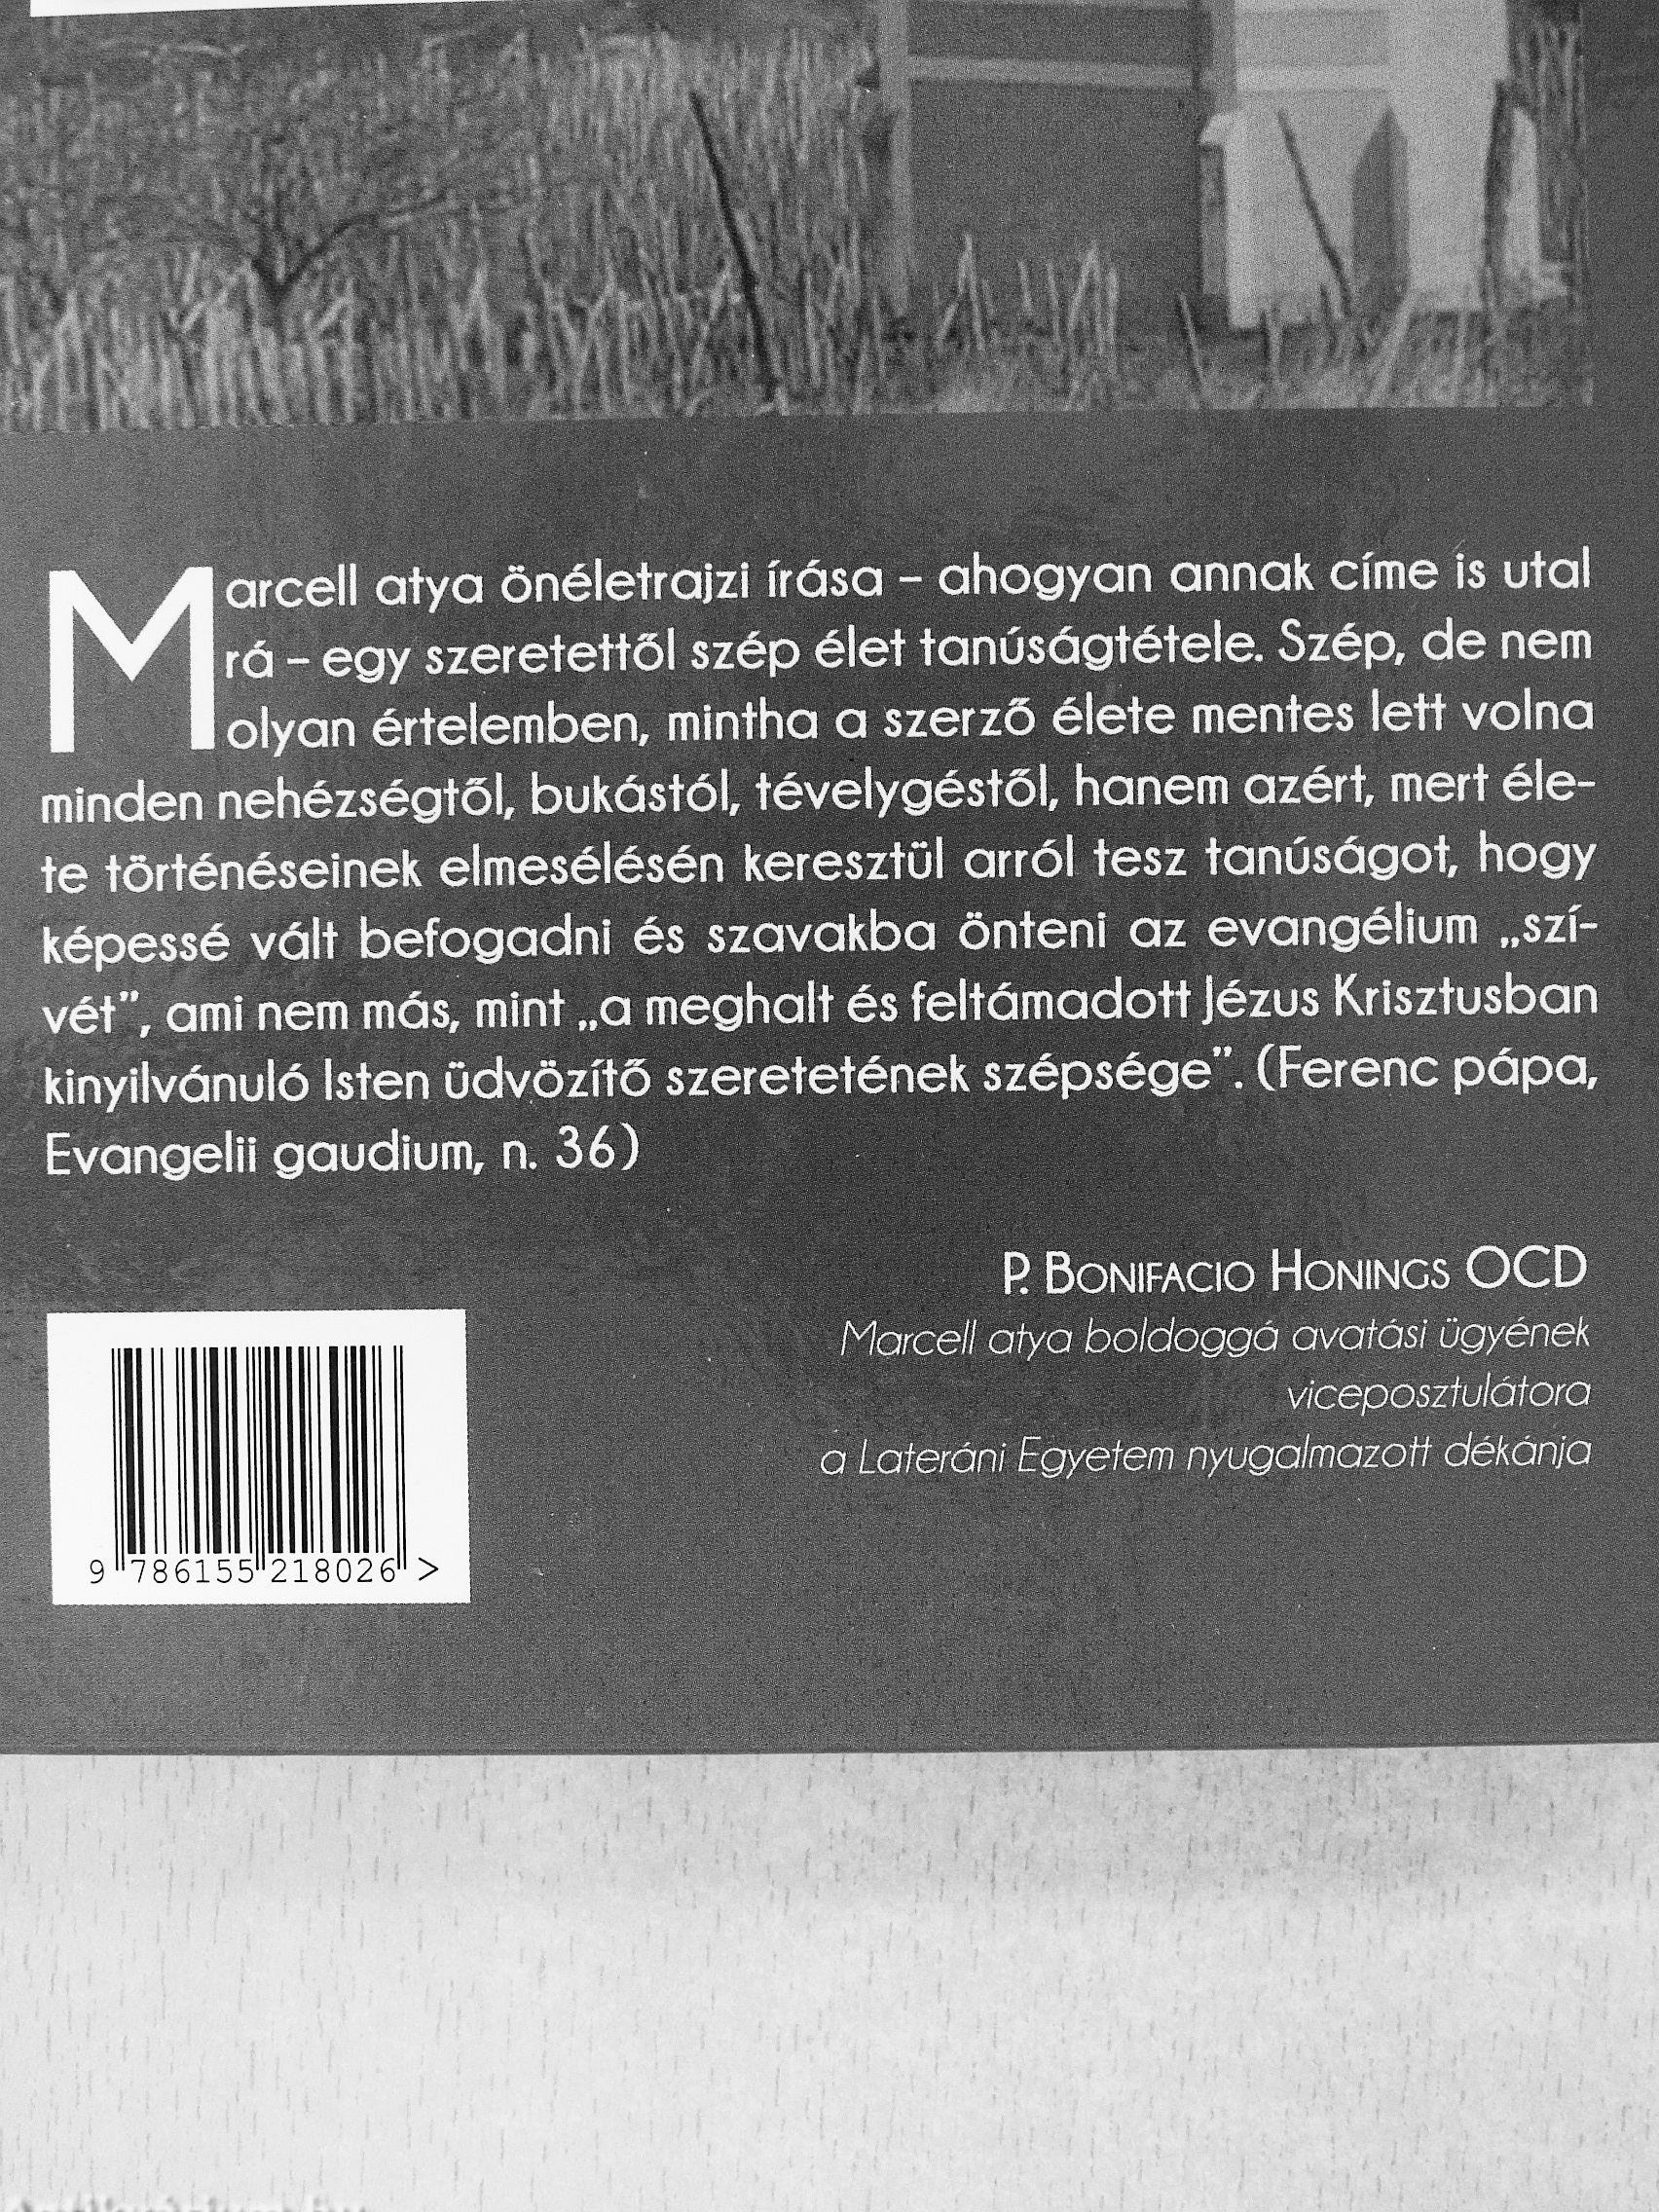 Marcell atya önéletrajzi írása – ahogyan annak címe is utal
rá – egy szeretettől szép élet tanúságtétele. Szép, de nem
olyan értelemben, mintha a szerző élete mentes lett volna
minden nehézségtől, bukástól, tévelygéstől, hanem azért, mert éle-
te történéseinek elmesélésén keresztül arról tesz tanúságot, hogy
képessé vált befogadni és szavakba önteni az evangélium „szí-
vét”, ami nem más, mint „a meghalt és feltámadott Jézus Krisztusban
kinyilvánuló Isten üdvözítő szeretetének szépsége”. (Ferenc pápa,
Evangelii gaudium, n. 36)
P. BONIFACIO HONINGS OCD
Marcell atya boldoggá avatási ügyének
viceposztulátora
a Lateráni Egyetem nyugalmazott dékánja
9 786155 218026 >